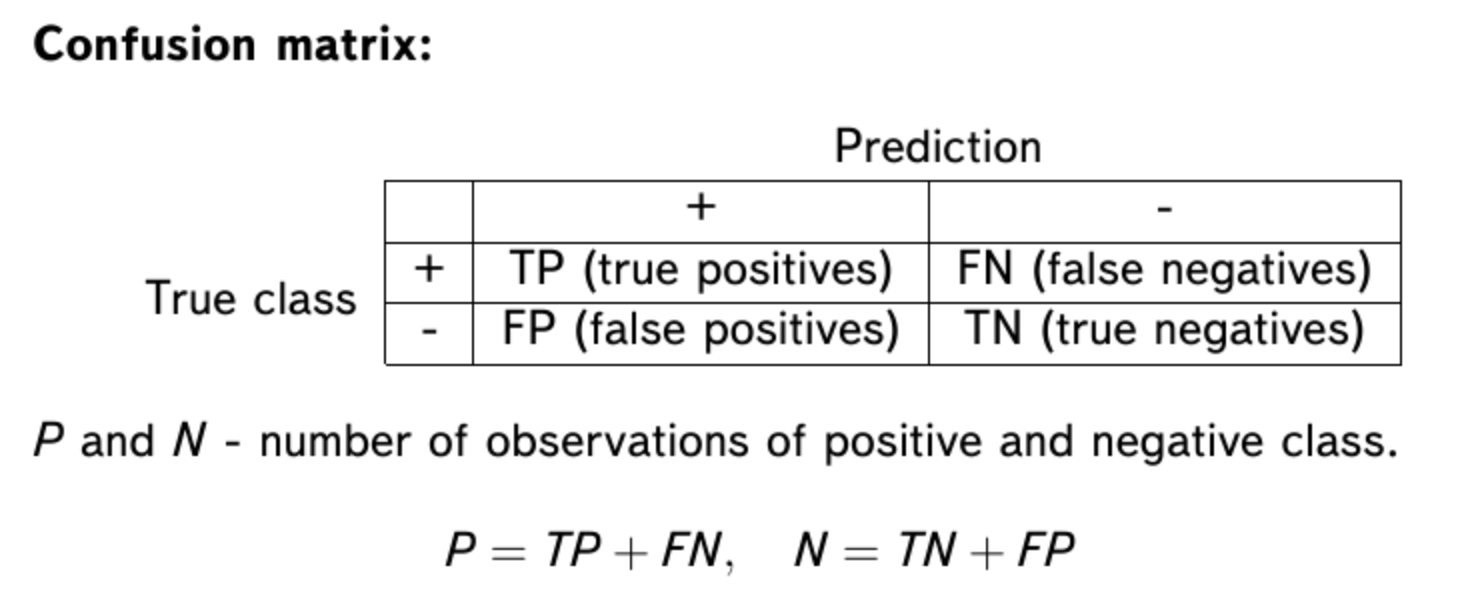 Confusion matrix:
Prediction
+ -
+ TP (true positives) FN (false negatives)
True class
- FP (false positives) TN (true negatives)
P and N - number of observations of positive and negative class.
P = TP + FN, N = TN + FP